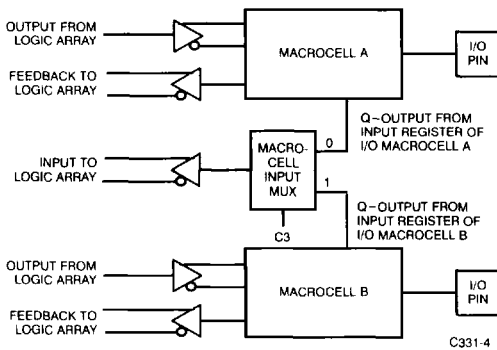 OUTPUT FROM
LOGIC ARRAY
MACROCELL A
I/O
PIN
FEEDBACK TO
LOGIC ARRAY
Q–OUTPUT FROM
INPUT REGISTER OF
I/O MACROCELL A
0
INPUT TO
LOGIC ARRAY
MACRO-
CELL
INPUT
MUX
1
Q–OUTPUT FROM
INPUT REGISTER OF
I/O MACROCELL B
C3
OUTPUT FROM
LOGIC ARRAY
MACROCELL B
I/O
PIN
FEEDBACK TO
LOGIC ARRAY
C331-4